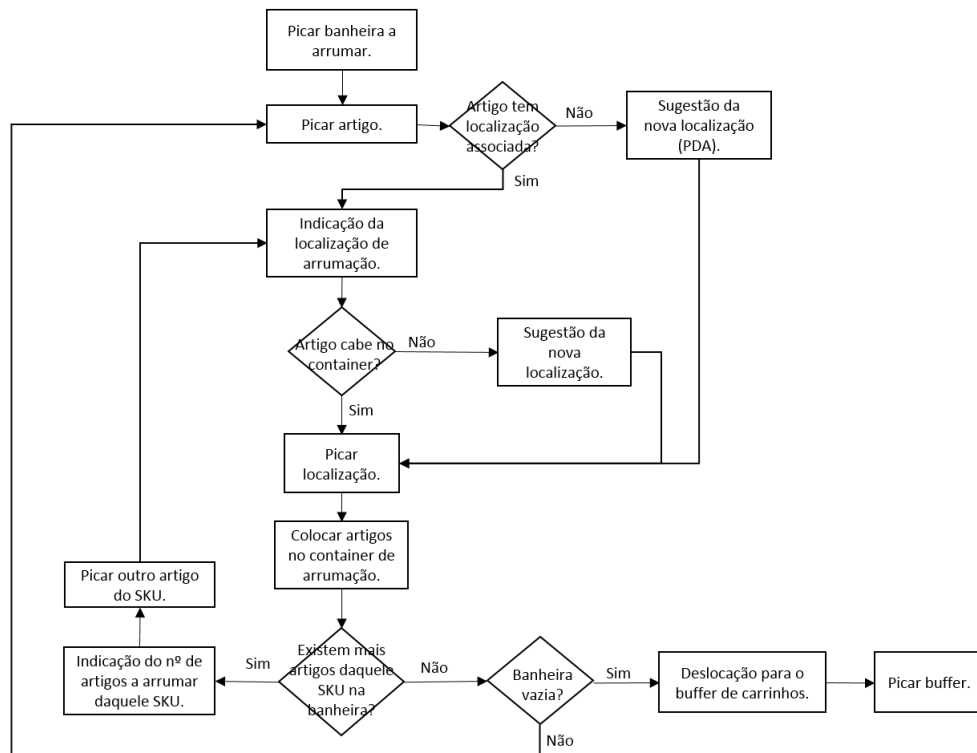 Picar banheira a
arrumar.
Picar artigo.
Artigo tem
localização
associada?
Não
Sugestão da
nova localização
(PDA).
Sim
Indicação da
localização de
arrumação.
Artigo cabe no
container?
Não
Sugestão da
nova
localização.
Sim
Picar
localização.
Colocar artigos
no container de
arrumação.
Picar outro artigo
do SKU.
Indicação do nº de
artigos a arrumar
daquele SKU.
Sim
Existem mais
artigos daquele
SKU na
banheira?
Não
Banheira
vazia?
Sim
Deslocação para o
buffer de carrinhos.
Picar buffer.
Não